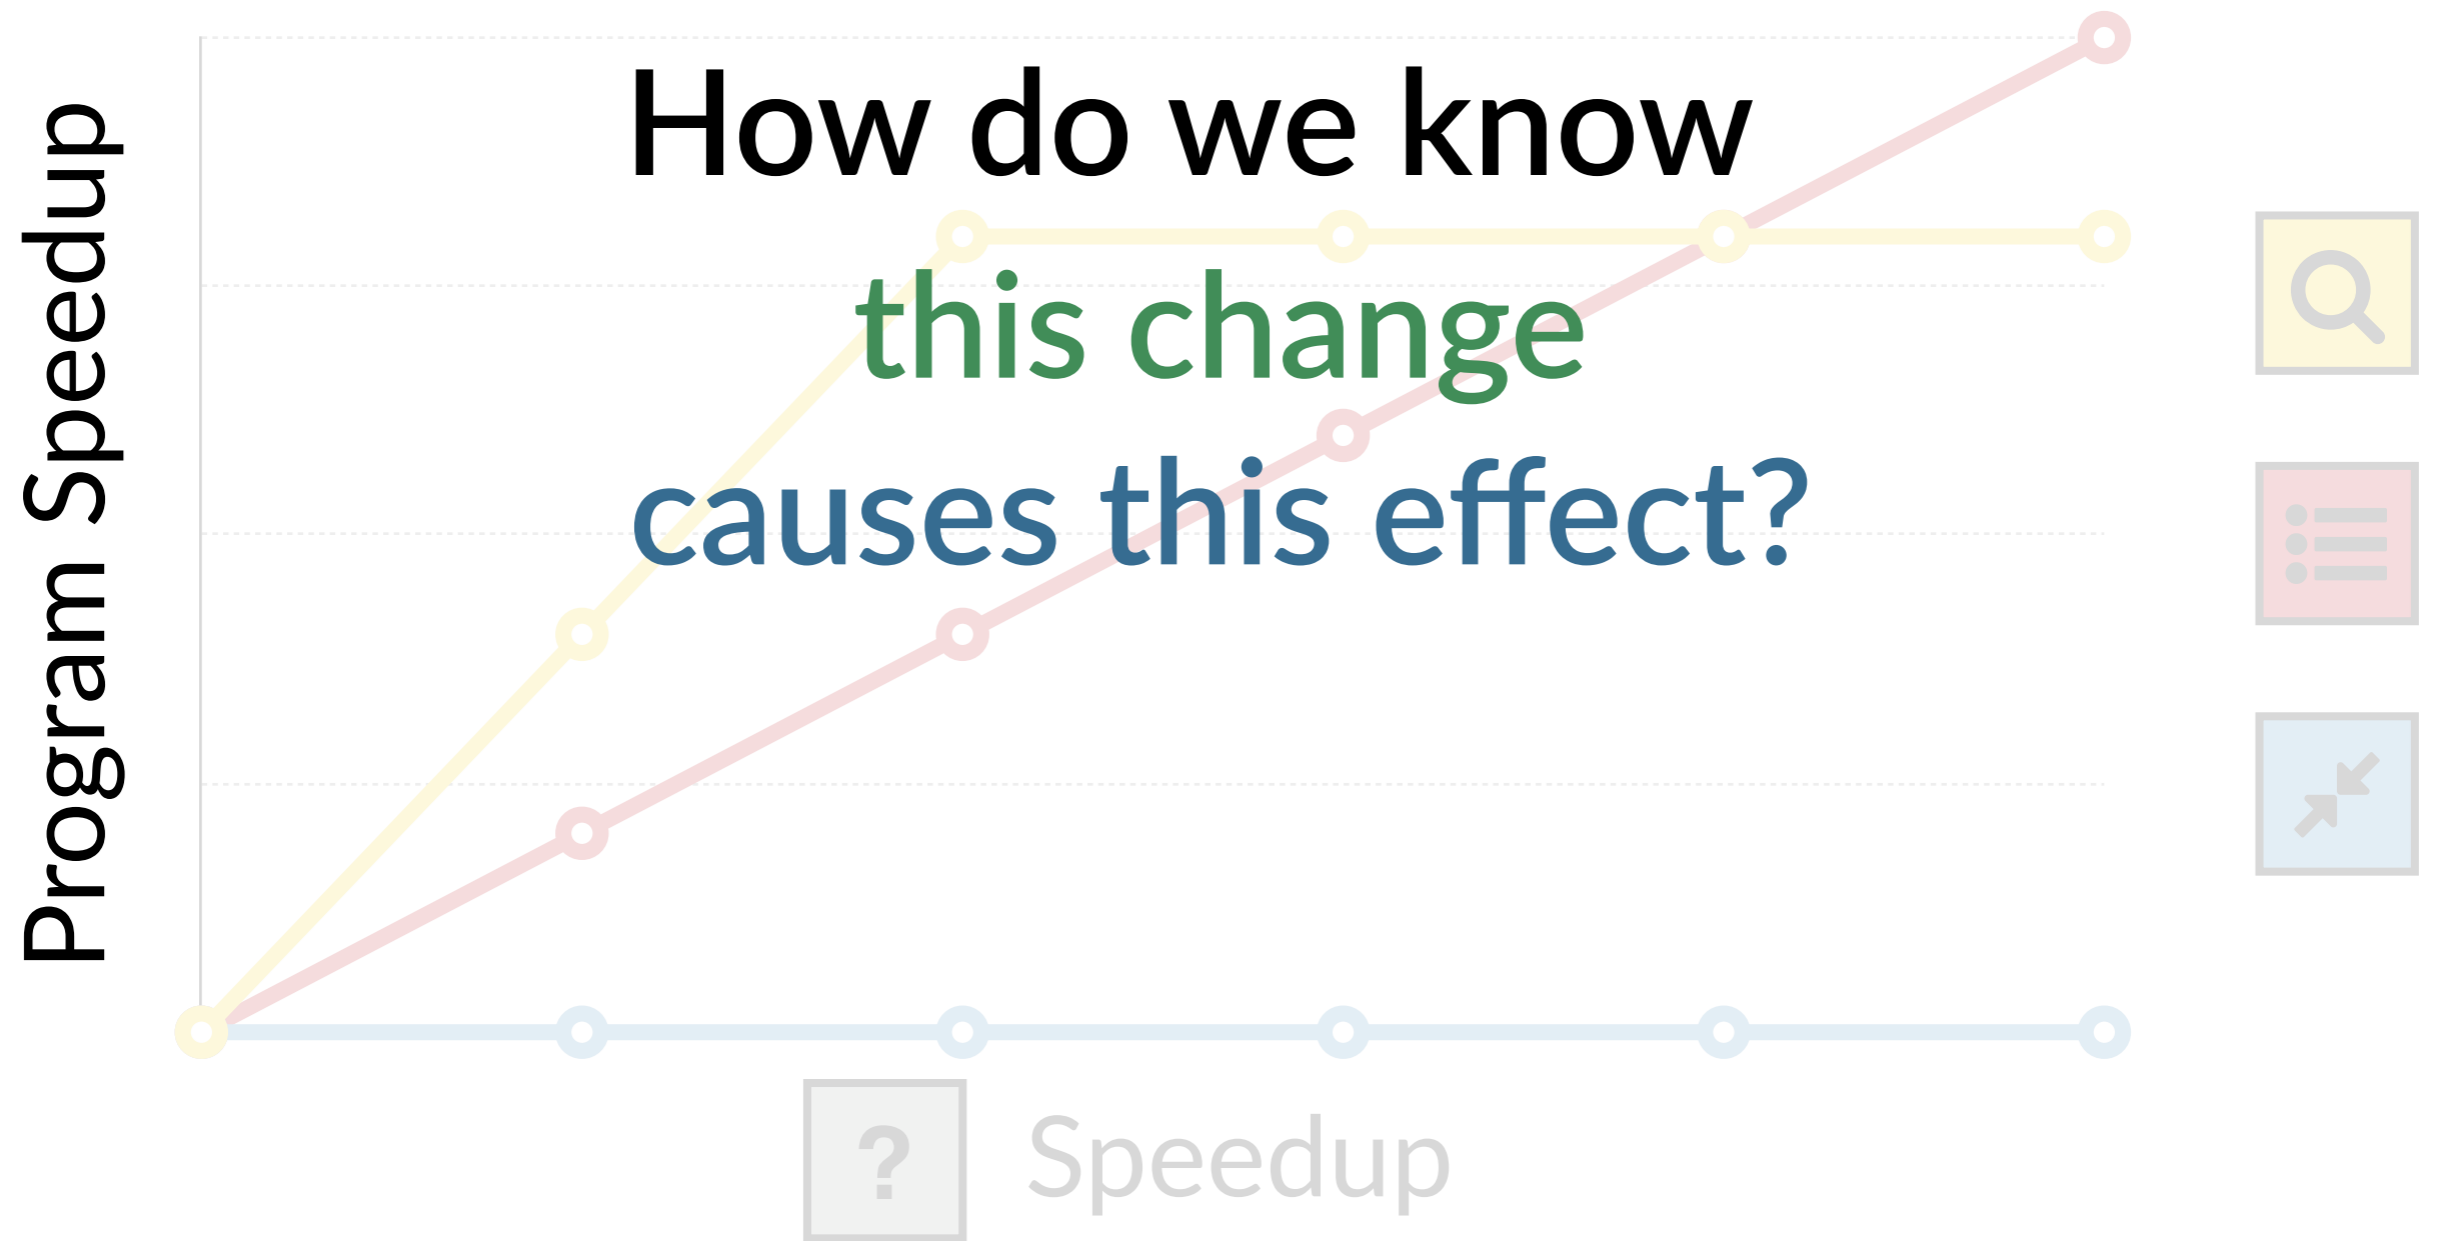 Program Speedup
How do we know
this change
causes this effect?
? Speedup